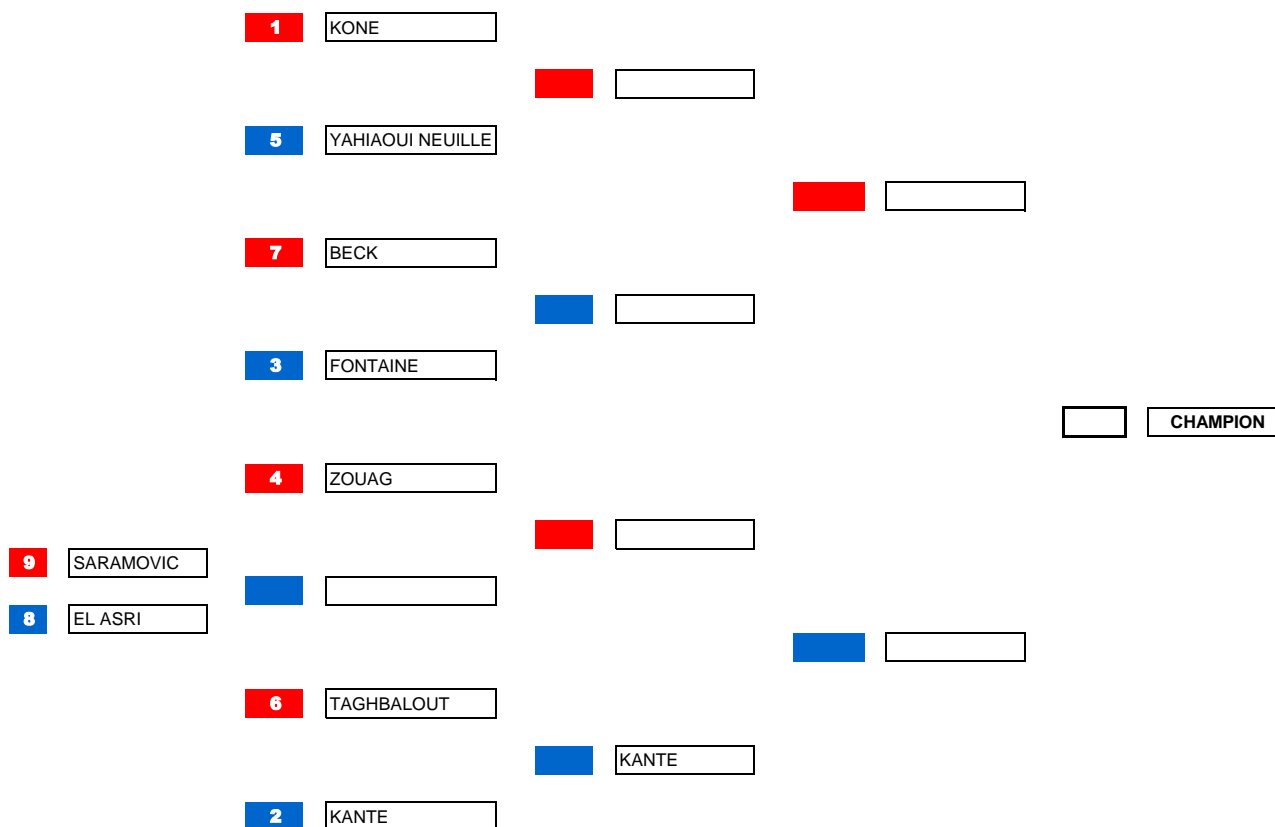 1 KONE
5 YAHIAOUI NEUILLE
7 BECK
3 FONTAINE
CHAMPION
4 ZOUAG
9 SARAMOVIC
8 EL ASRI
6 TAGHBALOUT
KANTE
2 KANTE